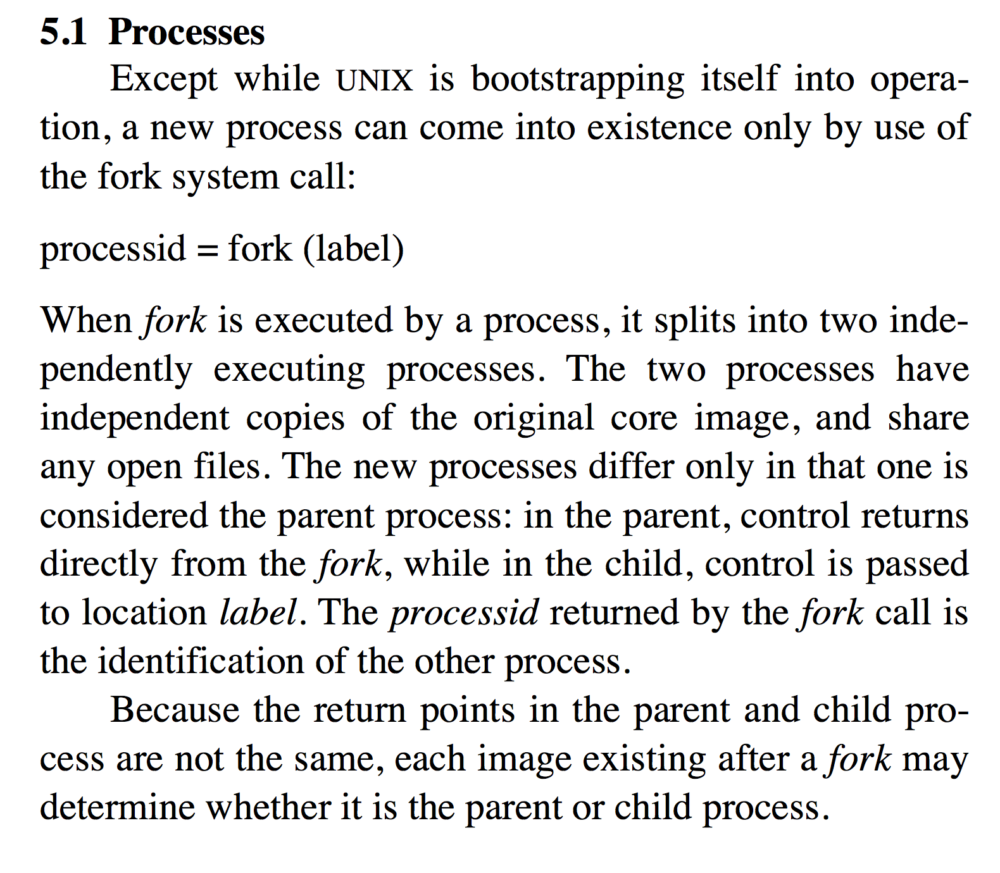 5.1 Processes
Except while UNIX is bootstrapping itself into opera-
tion, a new process can come into existence only by use of
the fork system call:
processid = fork (label)
When fork is executed by a process, it splits into two inde-
pendently executing processes. The two processes have
independent copies of the original core image, and share
any open files. The new processes differ only in that one is
considered the parent process: in the parent, control returns
directly from the fork, while in the child, control is passed
to location label. The processid returned by the fork call is
the identification of the other process.
Because the return points in the parent and child pro-
cess are not the same, each image existing after a fork may
determine whether it is the parent or child process.